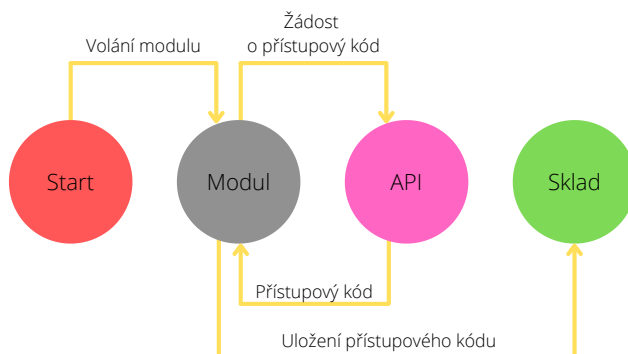 Žádost
Volání modulu
o přístupový kód
Start
Modul
API
Sklad
Přístupový kód
Uložení přístupového kódu